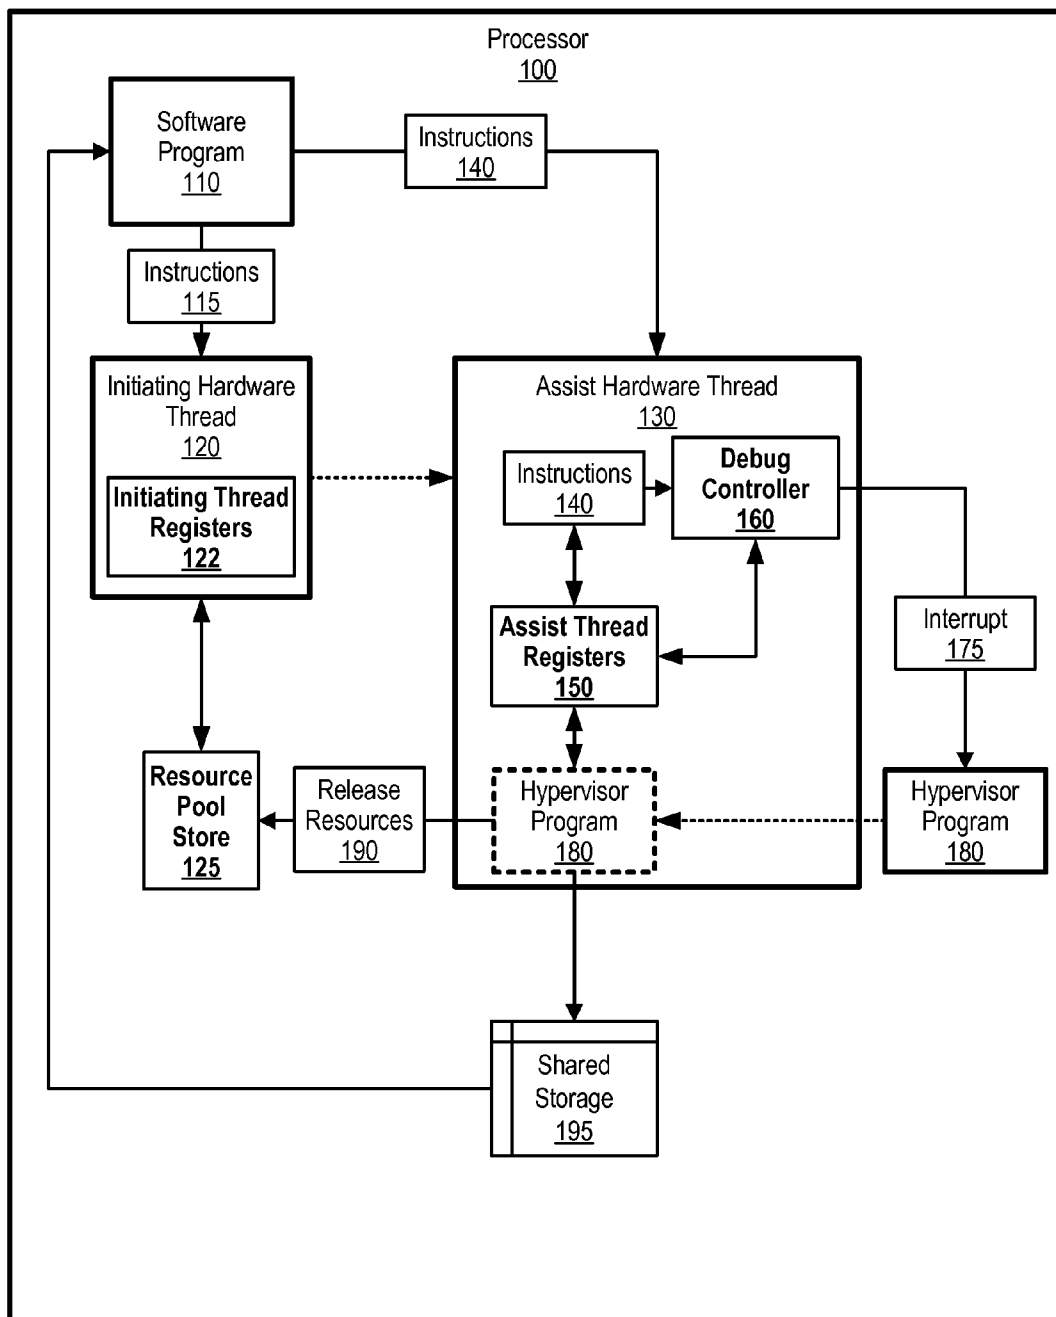 Processor
100
Software
Program
110
Instructions
140
Instructions
115
Initiating Hardware
Thread
120
Initiating Thread
Registers
122
Assist Hardware Thread
130
Instructions
140
Debug
Controller
160
Assist Thread
Registers
150
Interrupt
175
Resource
Pool
Store
125
Release
Resources
190
Hypervisor
Program
180
Hypervisor
Program
180
Shared
Storage
195